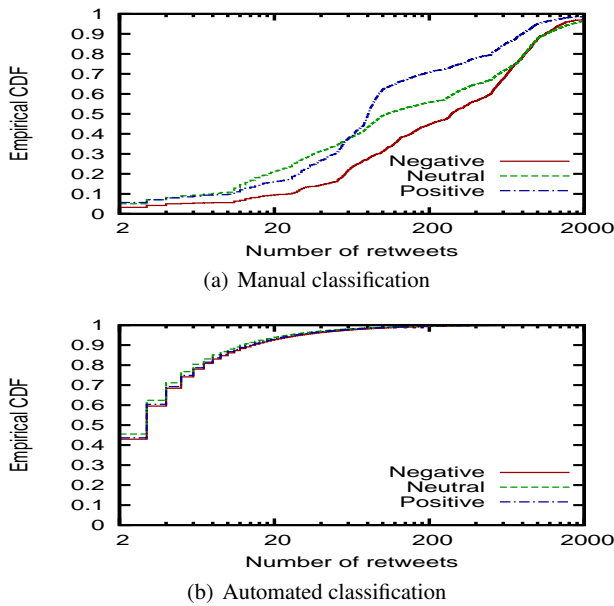 1
0.9
0.8
0.7
0.6
0.5
0.4
0.3
0.2
0.1
0
Empirical CDF
Negative
Neutral
Positive
2 20 200 2000
Number of retweets
(a) Manual classification
1
0.9
0.8
0.7
0.6
0.5
0.4
0.3
0.2
0.1
0
Empirical CDF
Negative
Neutral
Positive
2 20 200 2000
Number of retweets
(b) Automated classification